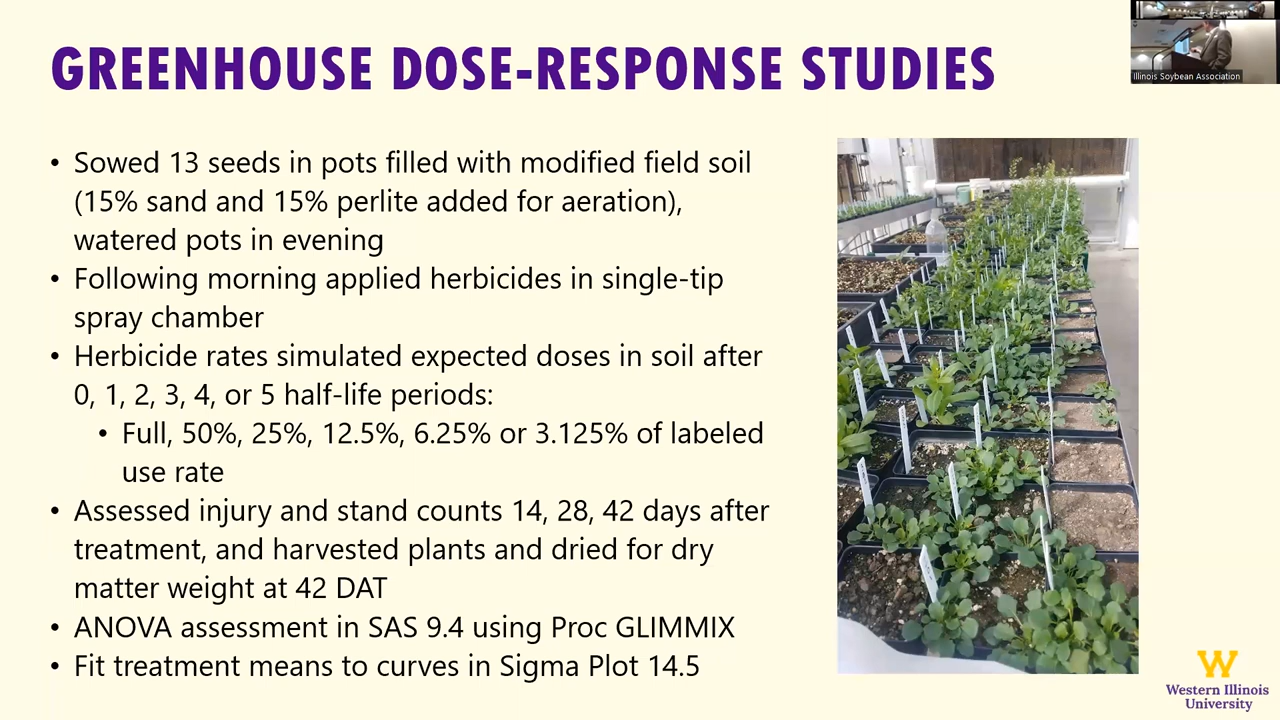 GREENHOUSE DOSE-RESPONSE STUDIES
Illinois Soybean Association
• Sowed 13 seeds in pots filled with modified field soil
(15% sand and 15% perlite added for aeration),
watered pots in evening
• Following morning applied herbicides in single-tip
spray chamber
• Herbicide rates simulated expected doses in soil after
0, 1, 2, 3, 4, or 5 half-life periods:
• Full, 50%, 25%, 12.5%, 6.25% or 3.125% of labeled
use rate
• Assessed injury and stand counts 14, 28, 42 days after
treatment, and harvested plants and dried for dry
matter weight at 42 DAT
• ANOVA assessment in SAS 9.4 using Proc GLIMMIX
• Fit treatment means to curves in Sigma Plot 14.5
W
Western Illinois
University